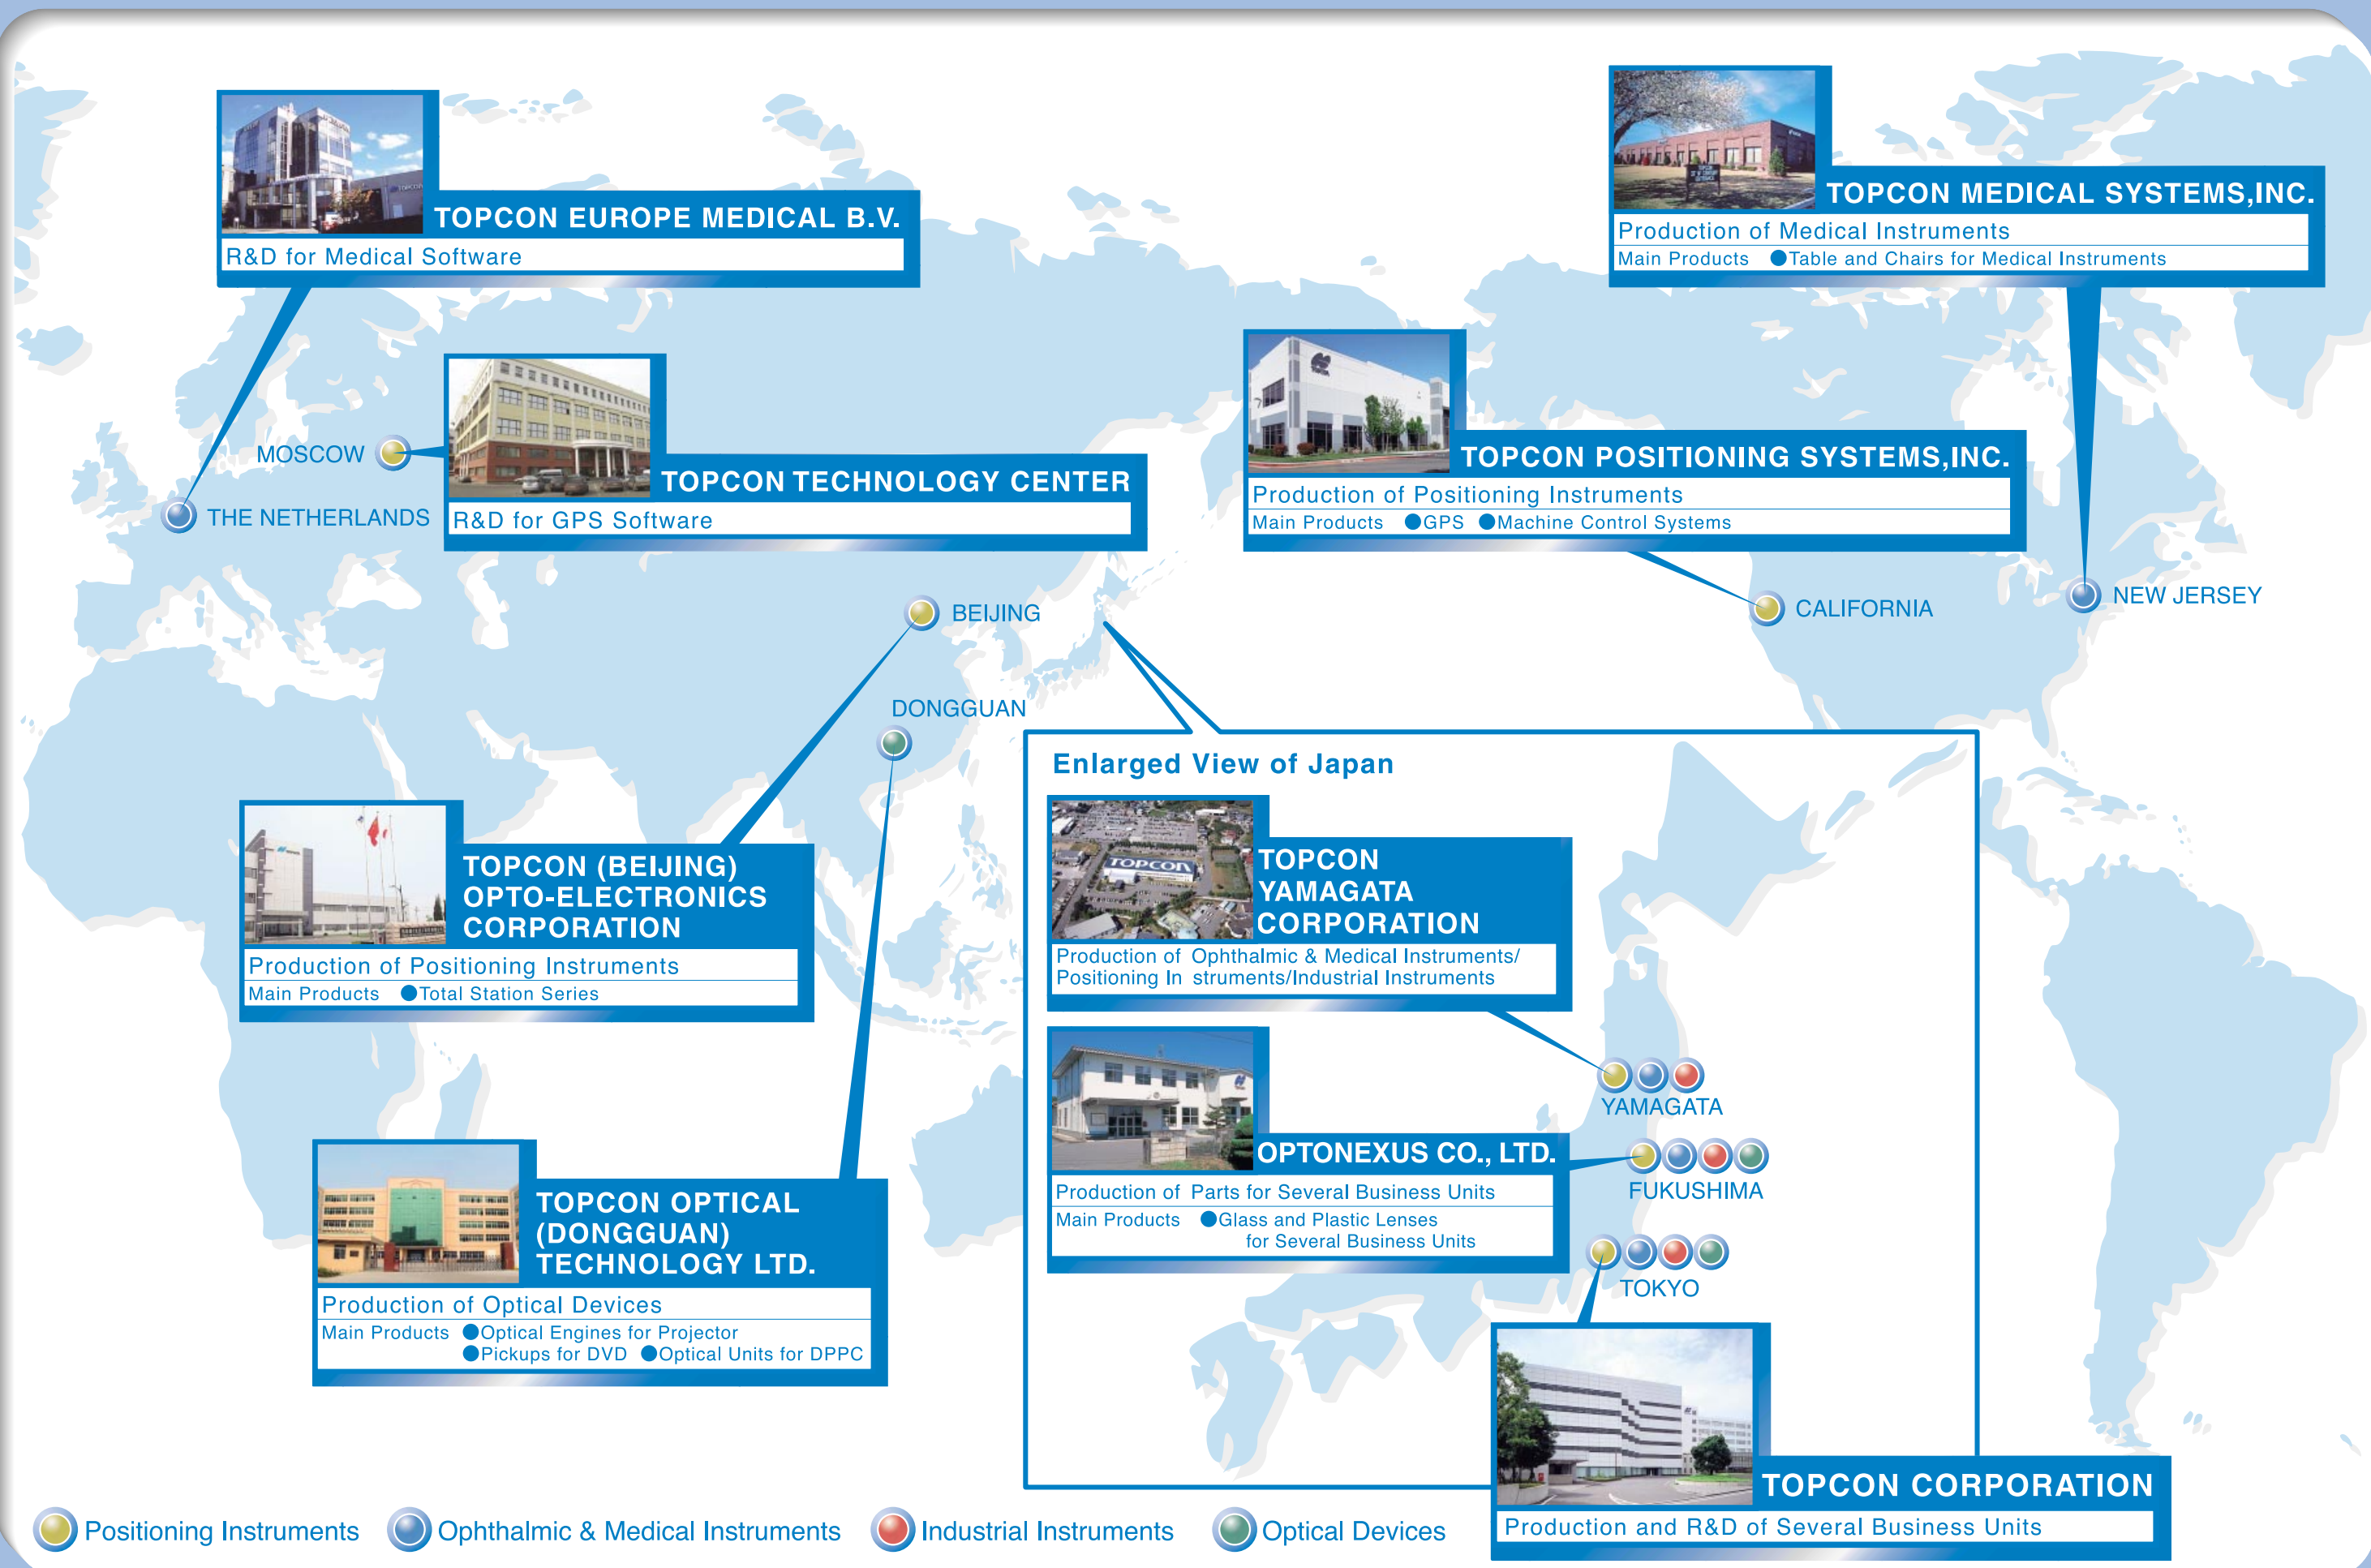 TOPCON EUROPE MEDICAL B.V.
R&D for Medical Software
TOPCON MEDICAL SYSTEMS,INC.
Production of Medical Instruments
Main Products ●Table and Chairs for Medical Instruments
MOSCOW
THE NETHERLANDS
TOPCON TECHNOLOGY CENTER
R&D for GPS Software
TOPCON POSITIONING SYSTEMS,INC.
Production of Positioning Instruments
Main Products ●GPS ●Machine Control Systems
BEIJING
CALIFORNIA
NEW JERSEY
DONGGUAN
TOPCON (BEIJING)
OPTO-ELECTRONICS
CORPORATION
Production of Positioning Instruments
Main Products ●Total Station Series
TOPCON OPTICAL
(DONGGUAN)
TECHNOLOGY LTD.
Production of Optical Devices
Main Products ●Optical Engines for Projector
●Pickups for DVD ●Optical Units for DPPC
Enlarged View of Japan
TOPCON
TOPCON
YAMAGATA
CORPORATION
Production of Ophthalmic & Medical Instruments/
Positioning In struments/Industrial Instruments
YAMAGATA
OPTONEXUS CO., LTD.
Production of Parts for Several Business Units
Main Products ●Glass and Plastic Lenses
for Several Business Units
FUKUSHIMA
TOKYO
TOPCON CORPORATION
Production and R&D of Several Business Units
Positioning Instruments
Ophthalmic & Medical Instruments
Industrial Instruments
Optical Devices